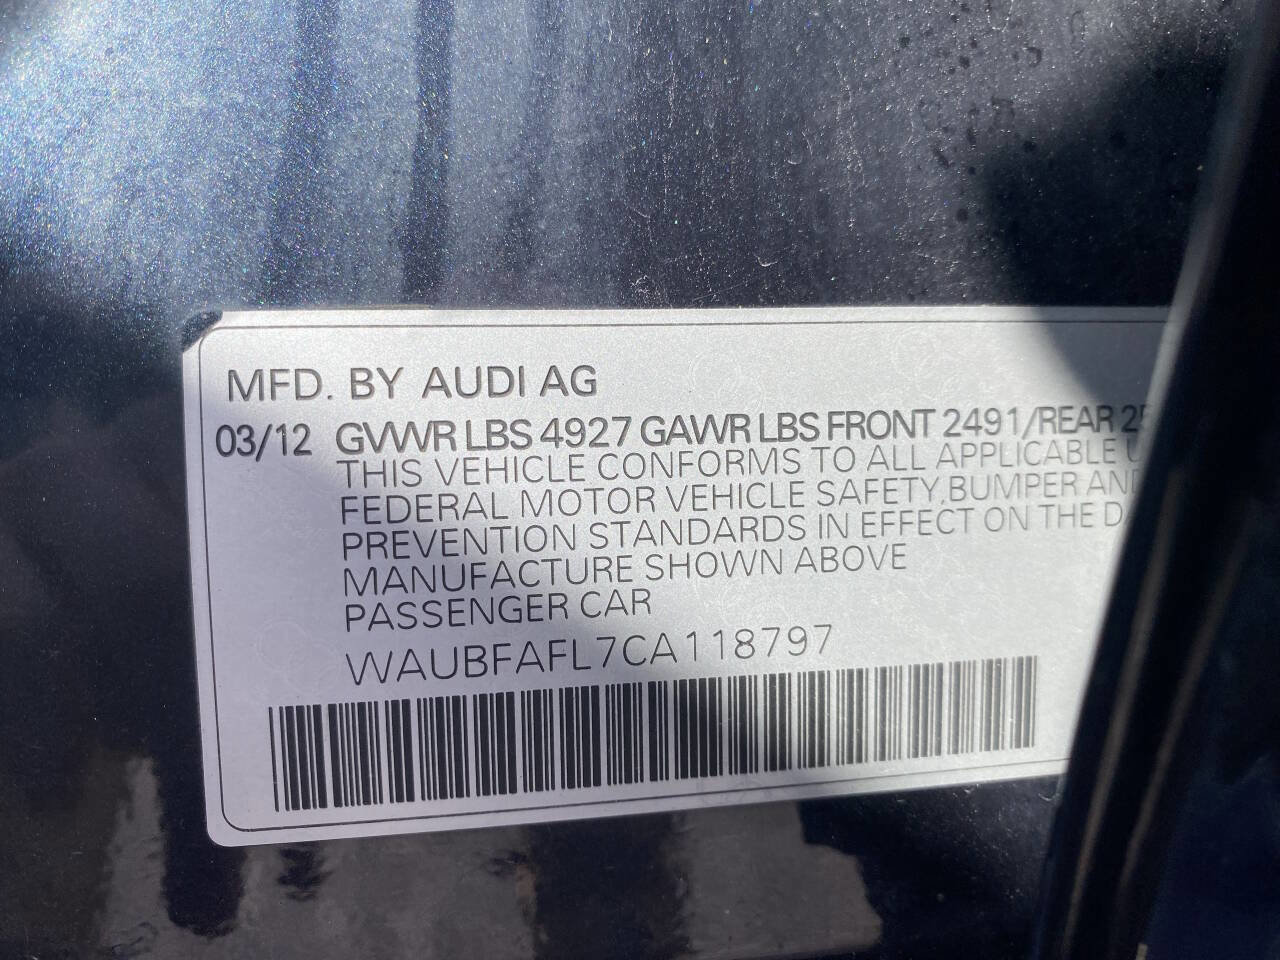 MFD. BY AUDI AG
03/12 GVWR LBS 4927 GAWR LBS FRONT 2491/REAR 25
THIS VEHICLE CONFORMS TO ALL APPLICABLE
FEDERAL MOTOR VEHICLE SAFETY, BUMPER AND
PREVENTION STANDARDS IN EFFECT ON THE
MANUFACTURE SHOWN ABOVE
PASSENGER CAR
WAUBFAFL7CA118797